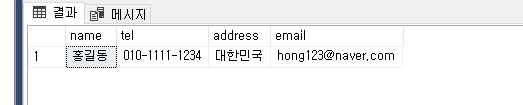 결과 메시지
name tel address email
1 홍길동 010-1111-1234 대한민국 hong123@naver.com